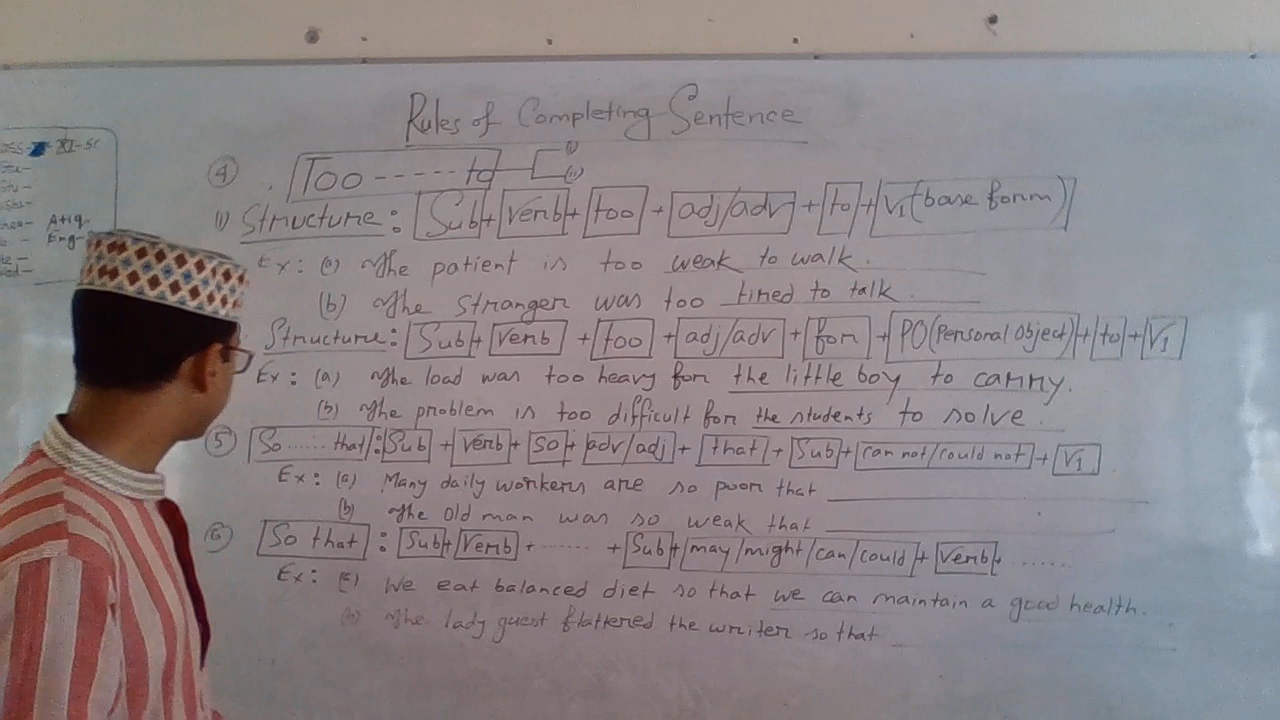 Rules of Completing Sentence
④ Too ----- to (i) (ii)
(i) Structure: Sub + verb + too + adj/adv + to + V1(base form)
Ex: (a) The patient is too weak to walk.
(b) The stranger was too tired to talk.
Structure: Sub + verb + too + adj/adv + for + PO(Personal Object) + to + V1
Ex: (a) The load was too heavy for the little boy to carry.
(b) The problem is too difficult for the students to solve.
⑤ So ...... that: Sub + verb + so + adv/adj + that + Sub + can not/could not + V1
Ex: (a) Many daily workers are so poor that
(b) The old man was so weak that
⑥ So that: Sub + Verb + ...... + Sub + may/might/can/could + verb + .......
Ex: (a) We eat balanced diet so that we can maintain a good health.
(b) The lady guest flattered the writer so that
XI-Sc
Atiq
Eng-